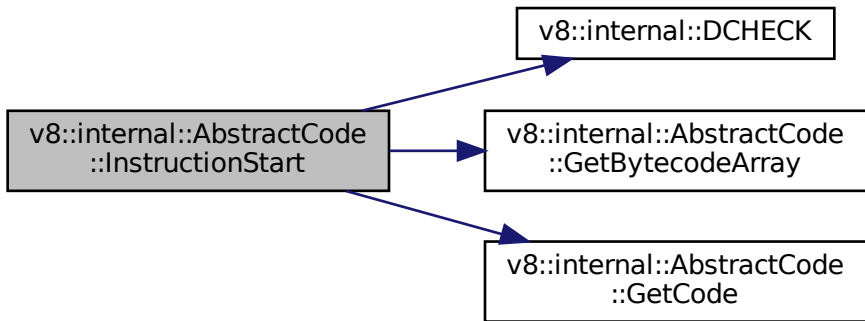 v8::internal::AbstractCode
::InstructionStart
v8::internal::DCHECK
v8::internal::AbstractCode
::GetBytecodeArray
v8::internal::AbstractCode
::GetCode